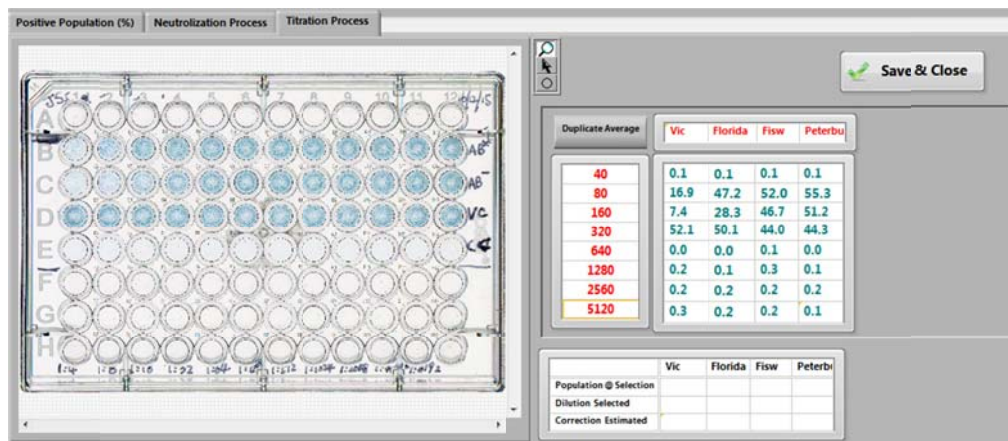 Positive Population (%) Neutrolization Process Titration Process
Save & Close
Duplicate Average Vic Florida Fisw Peterbu
40 0.1 0.1 0.1 0.1
80 16.9 47.2 52.0 55.3
160 7.4 28.3 46.7 51.2
320 52.1 50.1 44.0 44.3
640 0.0 0.0 0.1 0.0
1280 0.2 0.1 0.3 0.1
2560 0.2 0.2 0.2 0.2
5120 0.3 0.2 0.2 0.1
Vic Florida Fisw Peterbu
Population @ Selection
Dilution Selected
Correction Estimated
1 2 3 4 5 6 7 8 9 10 11 12
A
B
C AB-
D VC
E
F
G
H